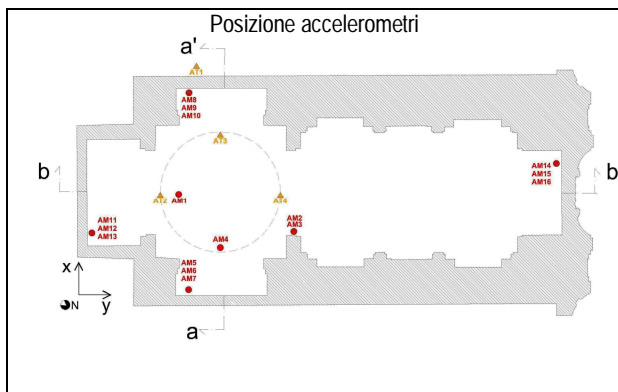 Posizione accelerometri
a'
AT1
AM8
AM9
AM10
AT3
b
b
AM14
AM15
AM16
AT2
AM1
AT4
AM2
AM3
AM11
AM12
AM13
AM4
AM5
AM6
AM7
x
y
N
a